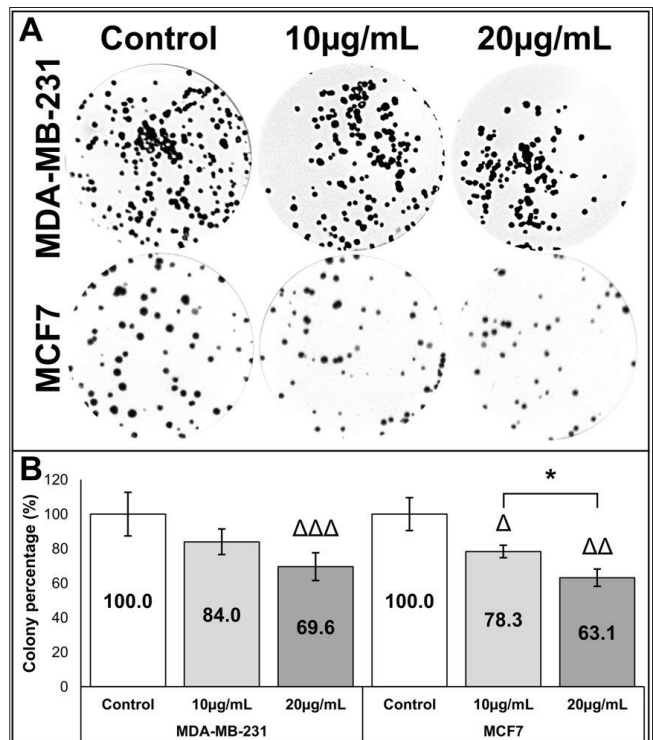 A
Control 10µg/mL 20µg/mL
MDA-MB-231
MCF7
B
Colony percentage (%)
120
100
80
60
40
20
0
*
ΔΔΔ Δ ΔΔ
100.0 84.0 69.6 100.0 78.3 63.1
Control 10µg/mL 20µg/mL Control 10µg/mL 20µg/mL
MDA-MB-231 MCF7